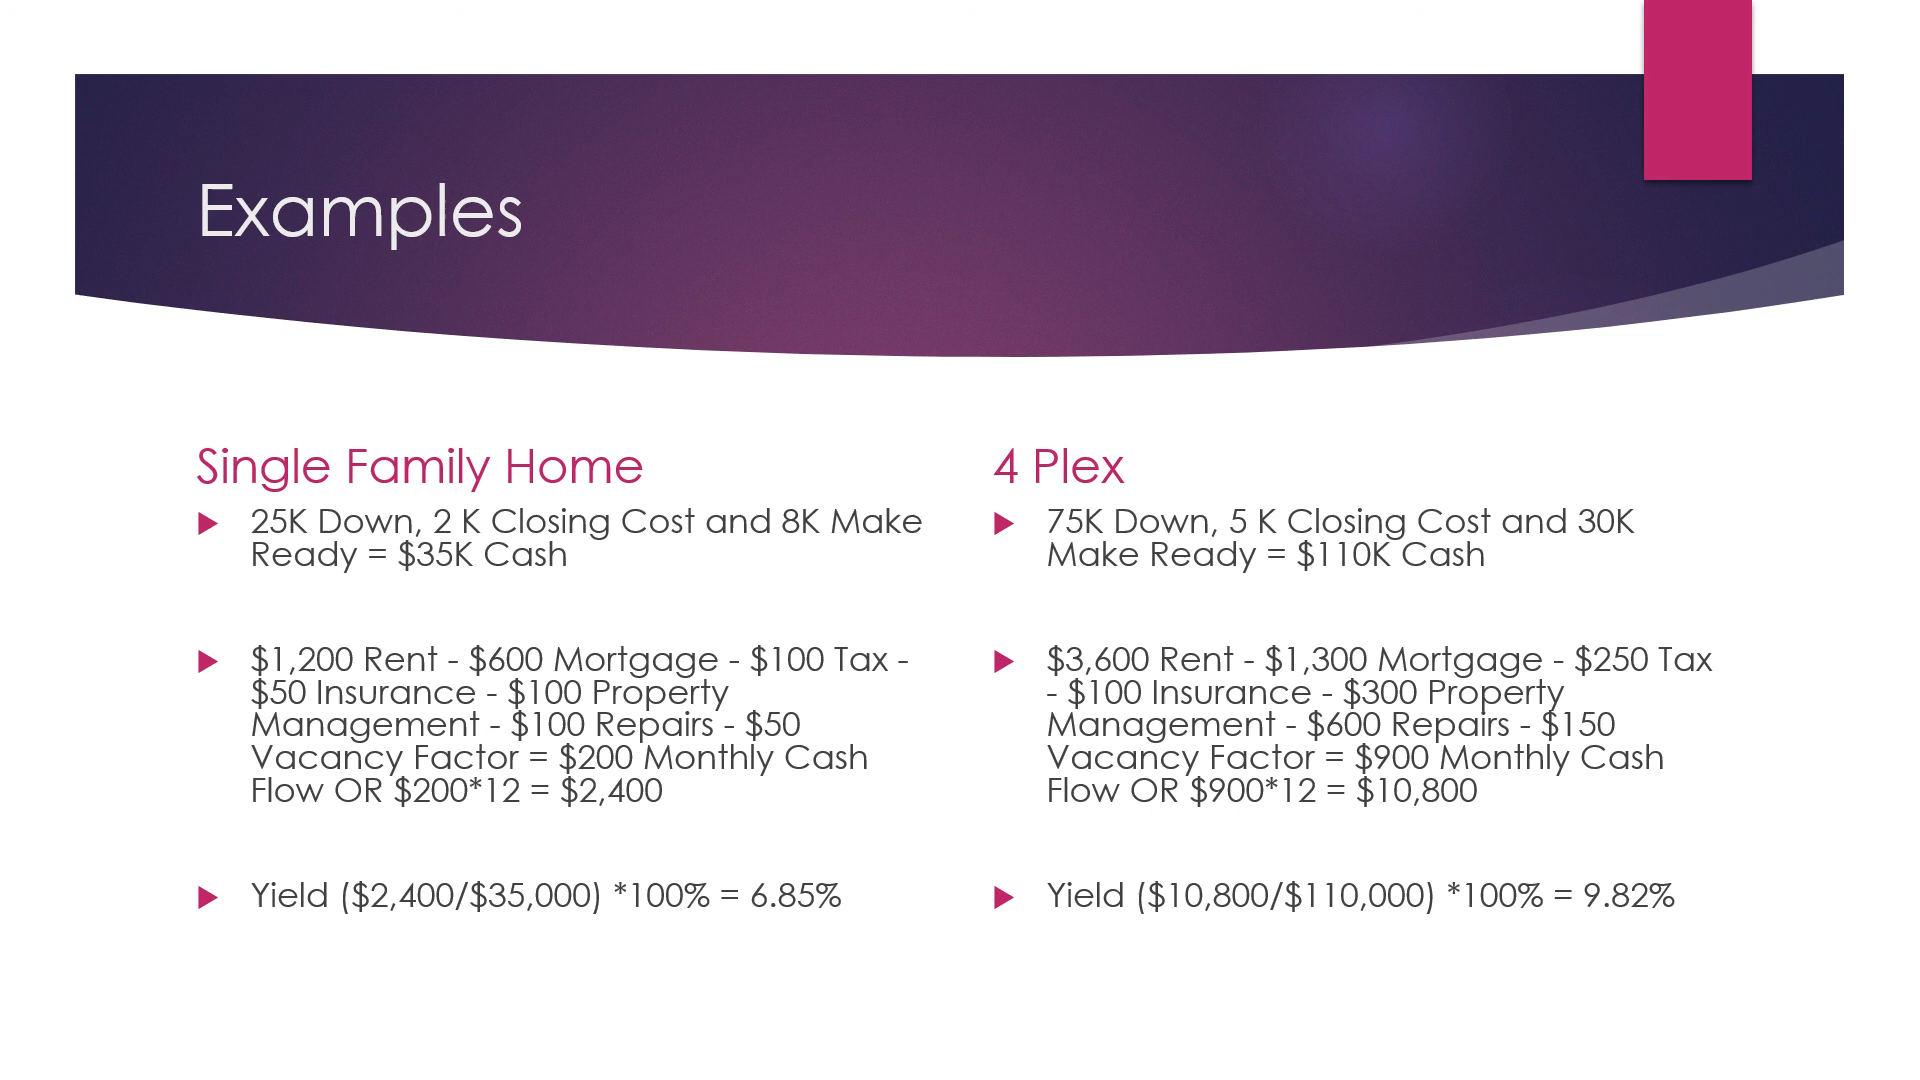 Examples
Single Family Home
25K Down, 2 K Closing Cost and 8K Make
Ready = $35K Cash
$1,200 Rent - $600 Mortgage - $100 Tax -
$50 Insurance - $100 Property
Management - $100 Repairs - $50
Vacancy Factor = $200 Monthly Cash
Flow OR $200*12 = $2,400
Yield ($2,400/$35,000) *100% = 6.85%
4 Plex
75K Down, 5 K Closing Cost and 30K
Make Ready = $110K Cash
$3,600 Rent - $1,300 Mortgage - $250 Tax
- $100 Insurance - $300 Property
Management - $600 Repairs - $150
Vacancy Factor = $900 Monthly Cash
Flow OR $900*12 = $10,800
Yield ($10,800/$110,000) *100% = 9.82%